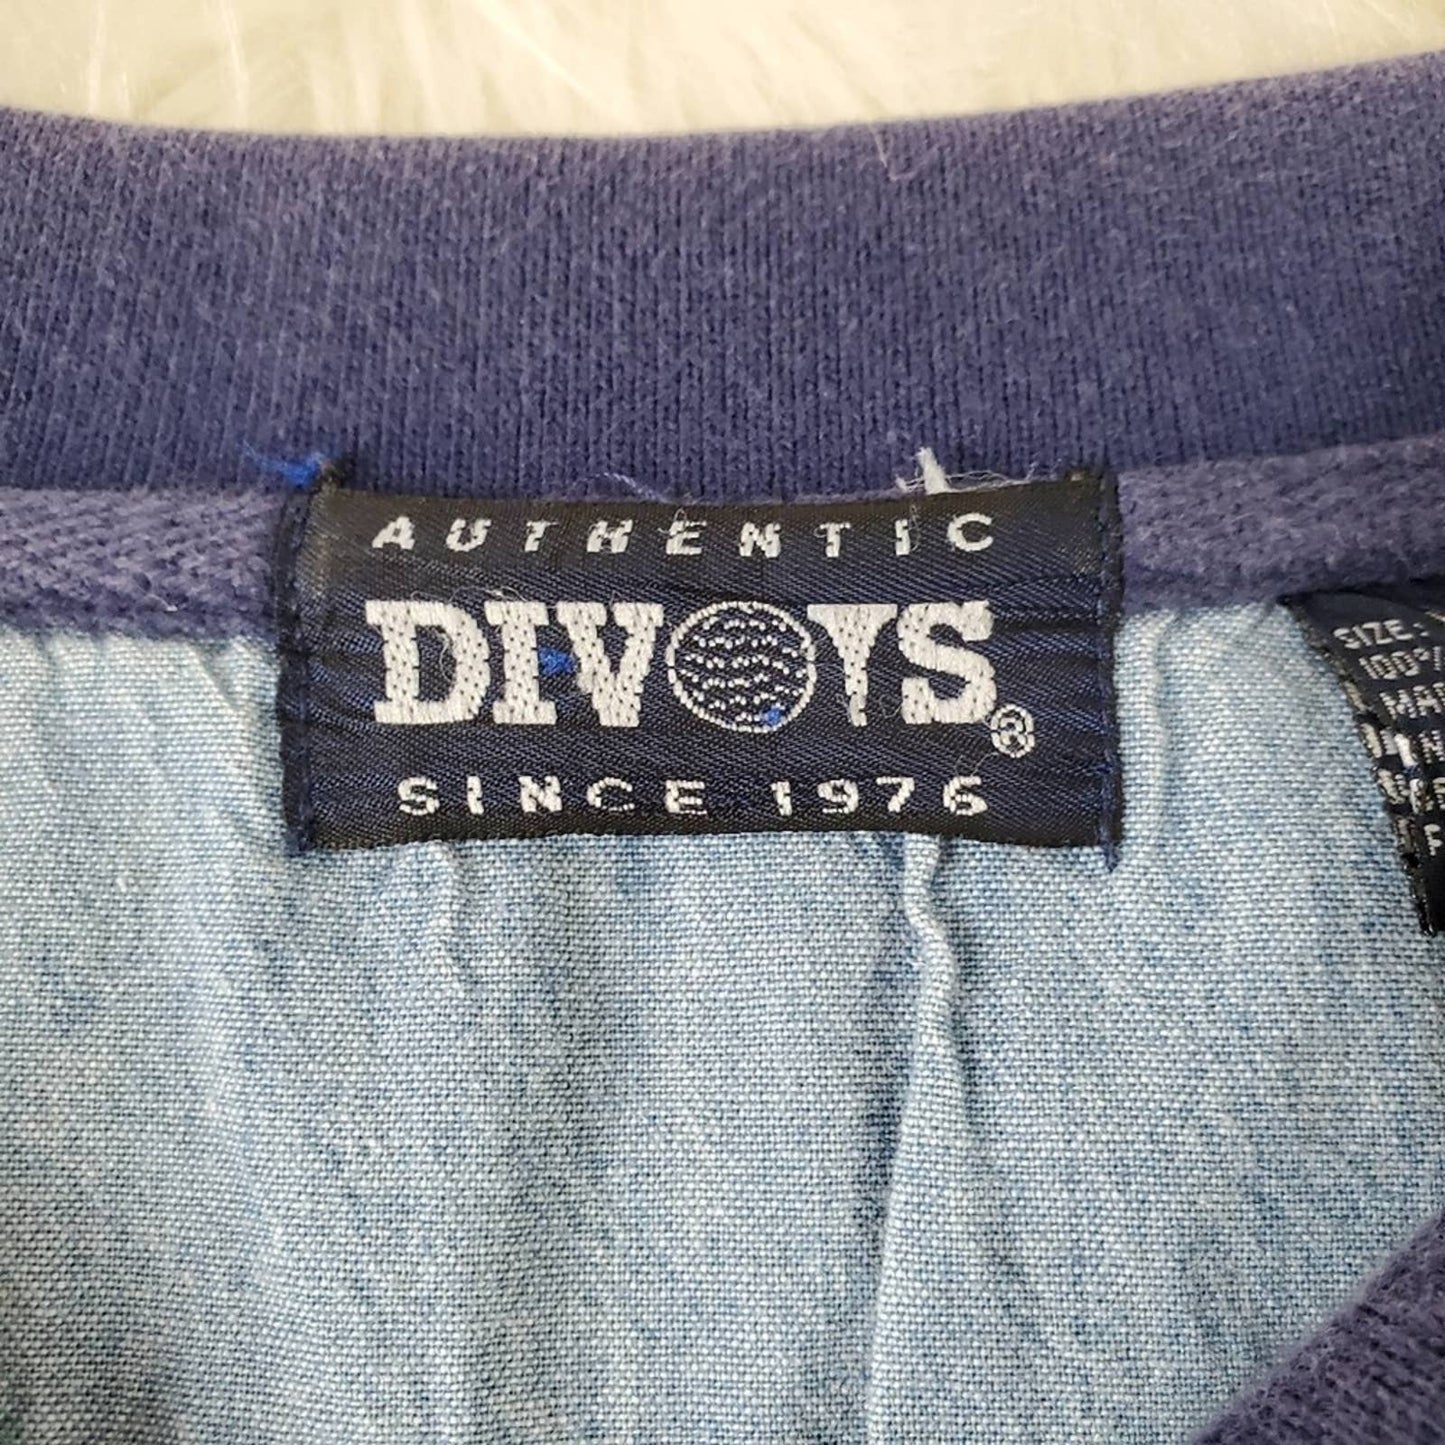 AUTHENTIC
DIVOTS®
SINCE 1976
SIZE:
100%